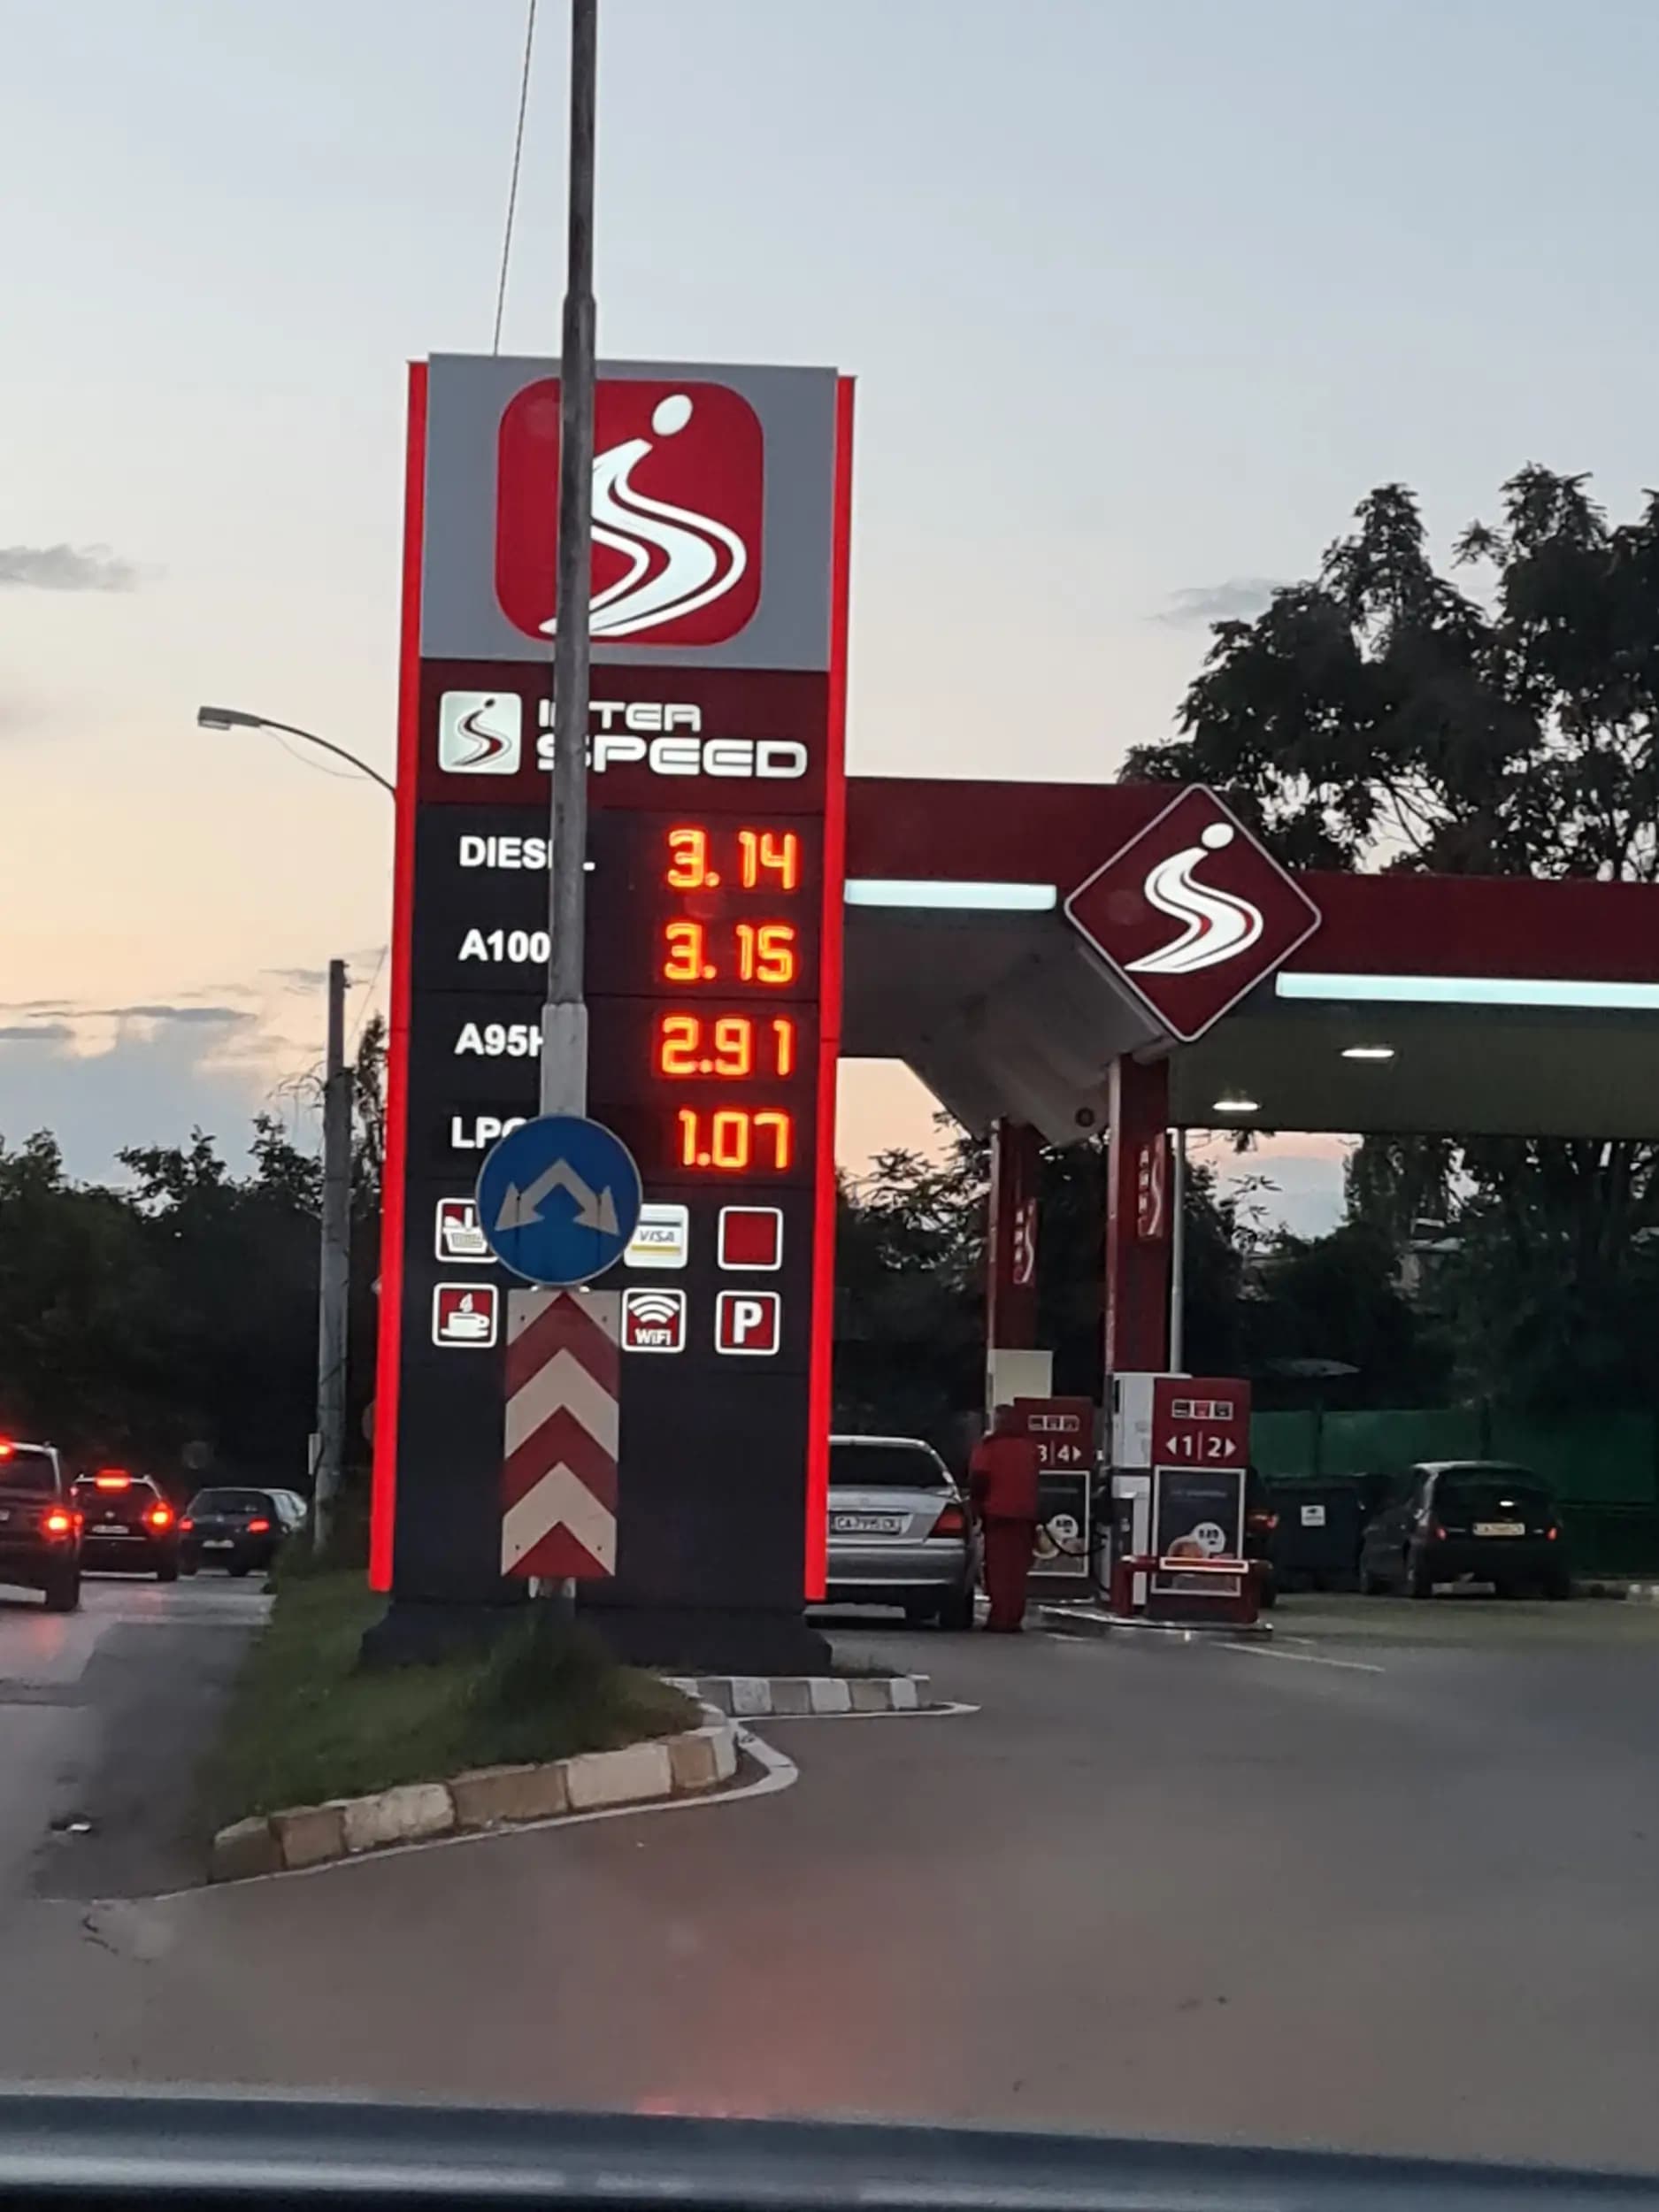 INTER
SPEED
DIESEL 3.14
A100 3.15
A95H 2.91
LPG 1.07
VISA
WiFi
P
3|4
1|2